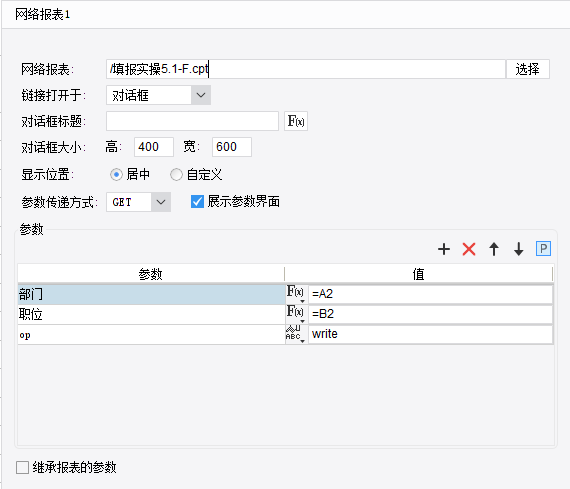 网络报表1
网络报表： /填报实操5.1-F.cpt 选择
链接打开于： 对话框
对话框标题： F(x)
对话框大小： 高： 400 宽： 600
显示位置： 居中 自定义
参数传递方式： GET 展示参数界面
参数
P
参数 值
部门 F(x) =A2
职位 F(x) =B2
op ABC write
继承报表的参数